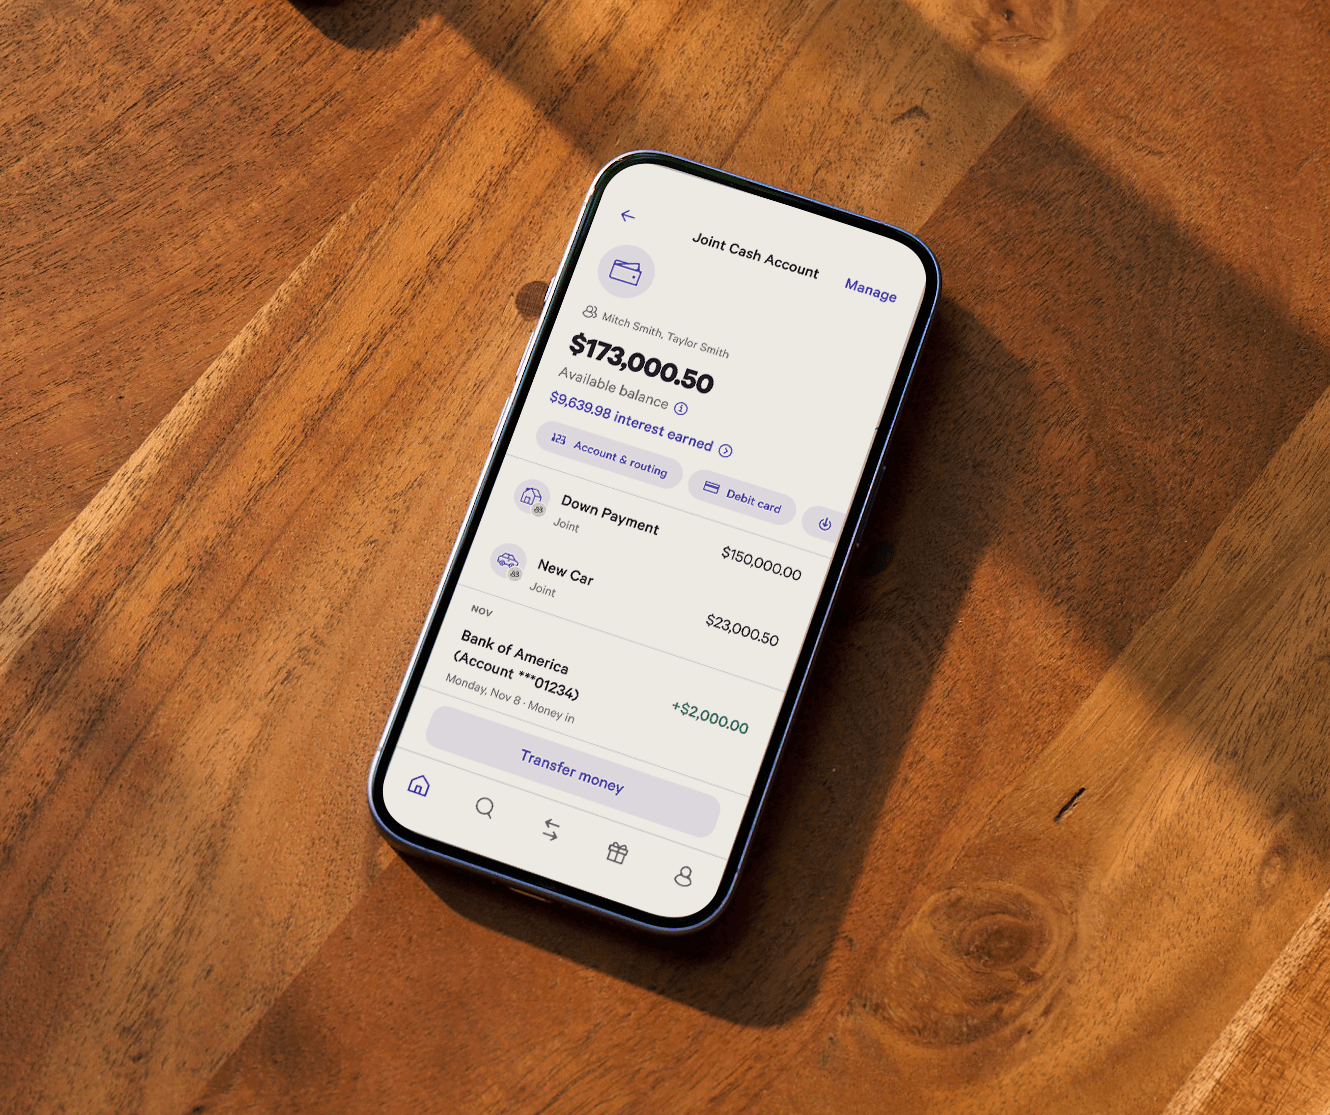 Joint Cash Account
Manage
Mitch Smith, Taylor Smith
$173,000.50
Available balance
$9,639.98 interest earned
123 Account & routing
Debit card
Down Payment
Joint
$150,000.00
New Car
Joint
$23,000.50
NOV
Bank of America
(Account ***01234)
Monday, Nov 8 · Money in
+$2,000.00
Transfer money